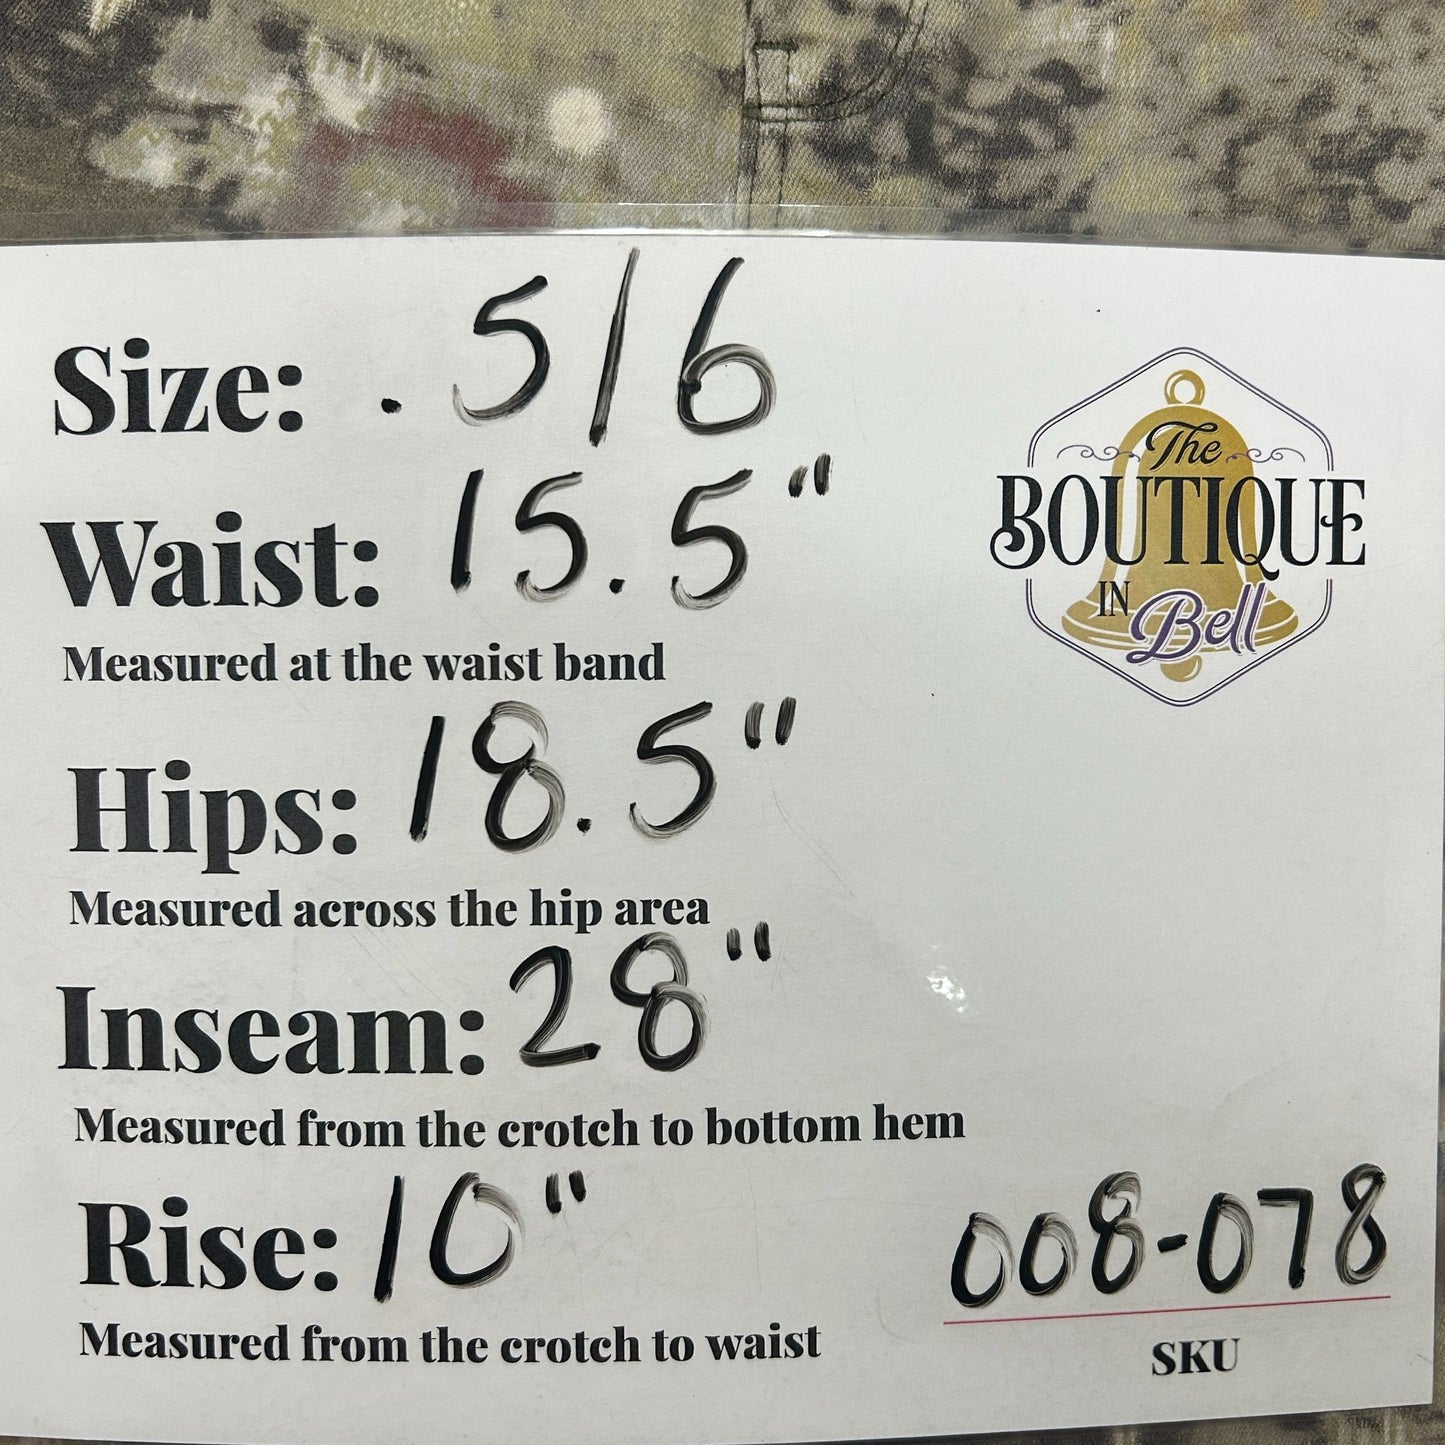 Size: .5/6
Waist: 15.5"
Measured at the waist band
Hips: 18.5"
Measured across the hip area
Inseam: 28"
Measured from the crotch to bottom hem
Rise: 10"
Measured from the crotch to waist
The
BOUTIQUE
IN Bell
008-078
SKU